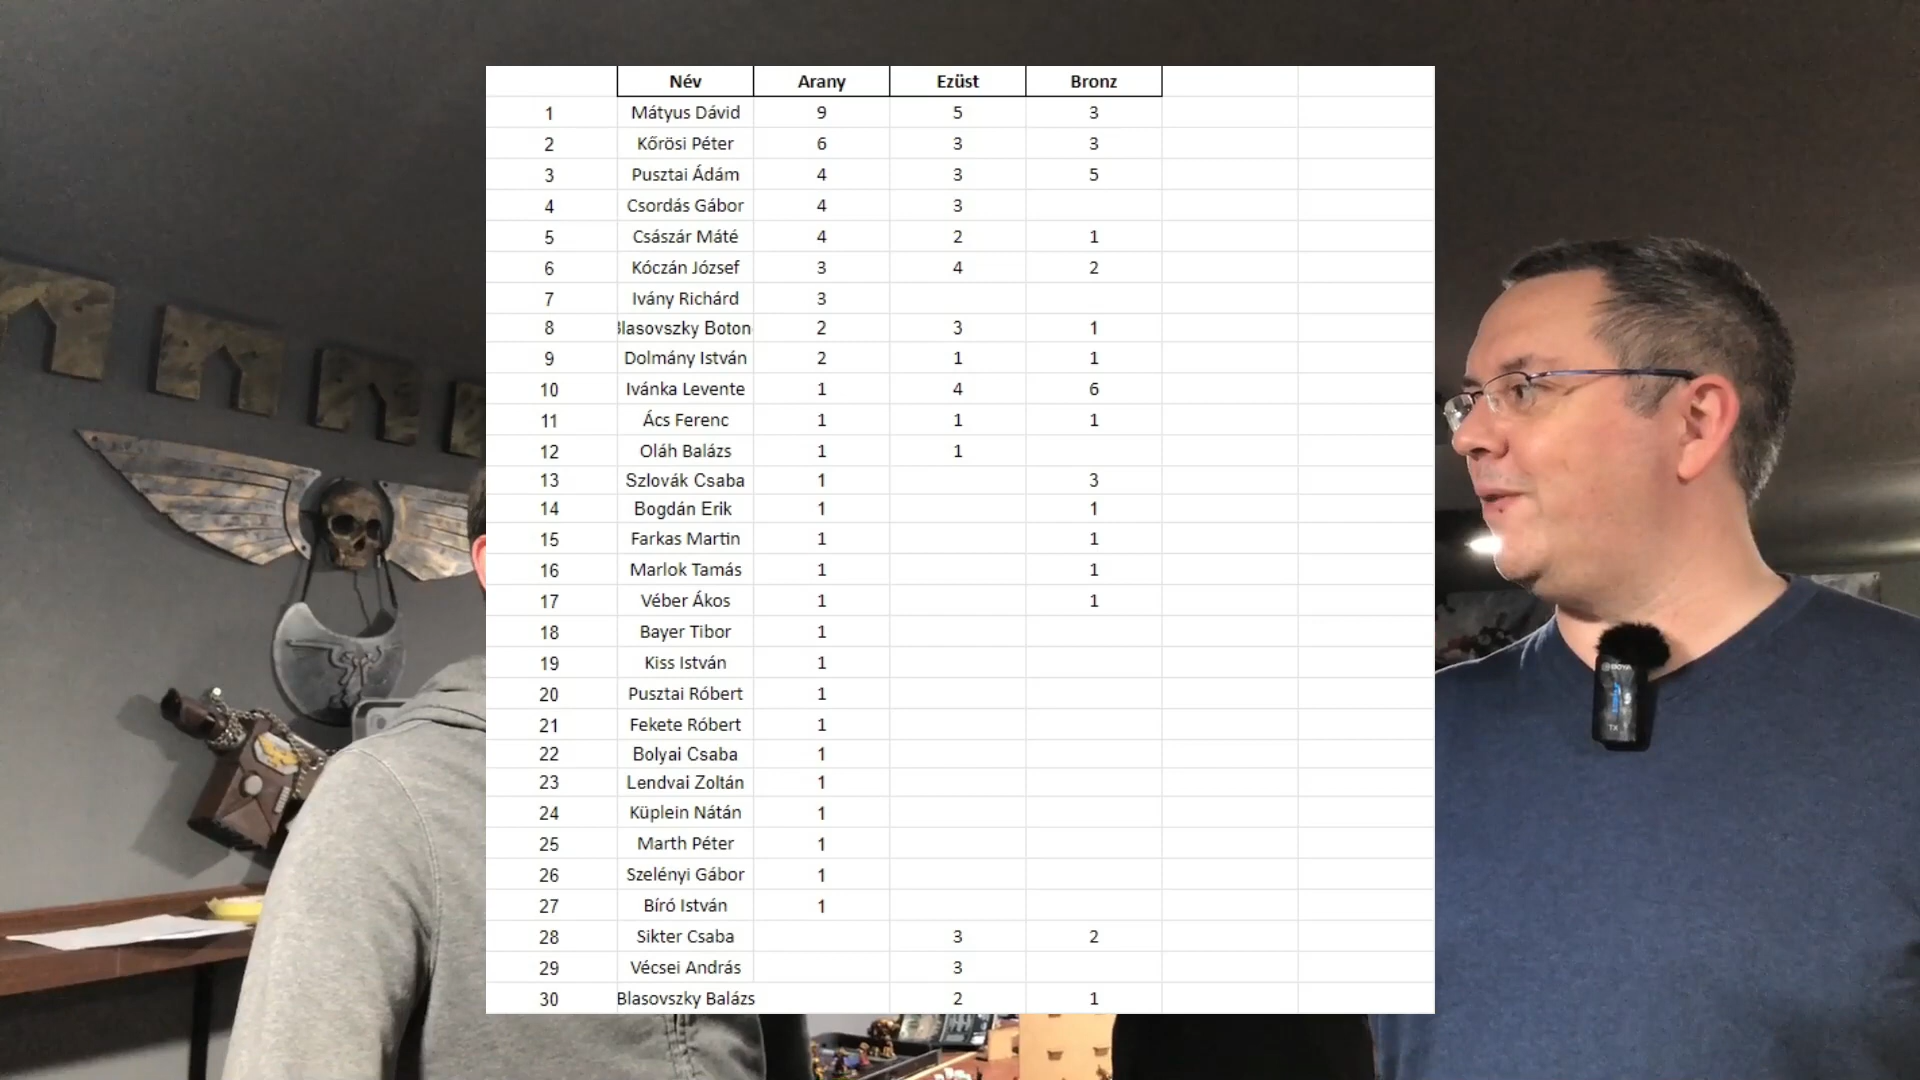 Név Arany Ezüst Bronz
1 Mátyus Dávid 9 5 3
2 Kőrösi Péter 6 3 3
3 Pusztai Ádám 4 3 5
4 Csordás Gábor 4 3
5 Császár Máté 4 2 1
6 Kóczán József 3 4 2
7 Ivány Richárd 3
8 lasovszky Boton 2 3 1
9 Dolmány István 2 1 1
10 Ivánka Levente 1 4 6
11 Ács Ferenc 1 1 1
12 Oláh Balázs 1 1
13 Szlovák Csaba 1 3
14 Bogdán Erik 1 1
15 Farkas Martin 1 1
16 Marlok Tamás 1 1
17 Véber Ákos 1 1
18 Bayer Tibor 1
19 Kiss István 1
20 Pusztai Róbert 1
21 Fekete Róbert 1
22 Bolyai Csaba 1
23 Lendvai Zoltán 1
24 Küplein Nátán 1
25 Marth Péter 1
26 Szelényi Gábor 1
27 Bíró István 1
28 Sikter Csaba 3 2
29 Vécsei András 3
30 Blasovszky Balázs 2 1
BOYA
TX